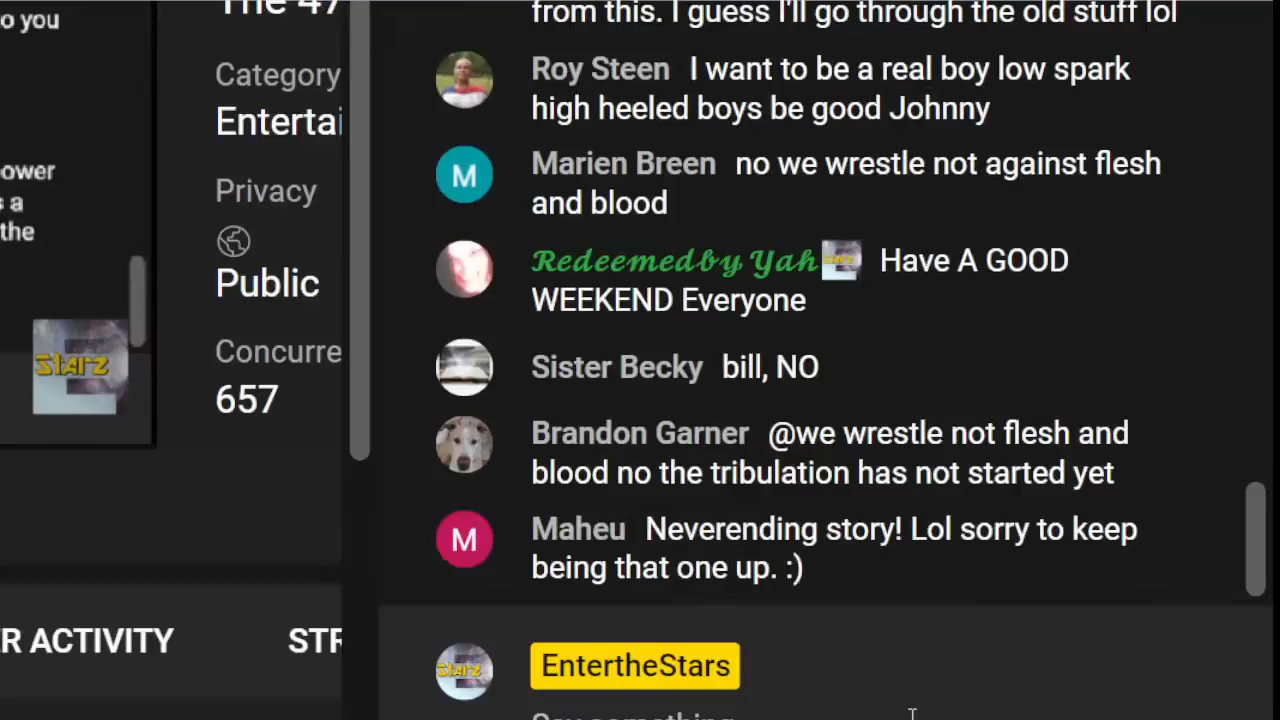 o you
ower
s a
the
Starz
The 47
Category
Entertai
Privacy
Public
Concurre
657
R ACTIVITY
STR
from this. I guess I'll go through the old stuff lol
Roy Steen I want to be a real boy low spark
high heeled boys be good Johnny
M
Marien Breen no we wrestle not against flesh
and blood
Redeemedby Yah Have A GOOD
WEEKEND Everyone
Sister Becky bill, NO
Brandon Garner @we wrestle not flesh and
blood no the tribulation has not started yet
M
Maheu Neverending story! Lol sorry to keep
being that one up. :)
EntertheStars
Say something